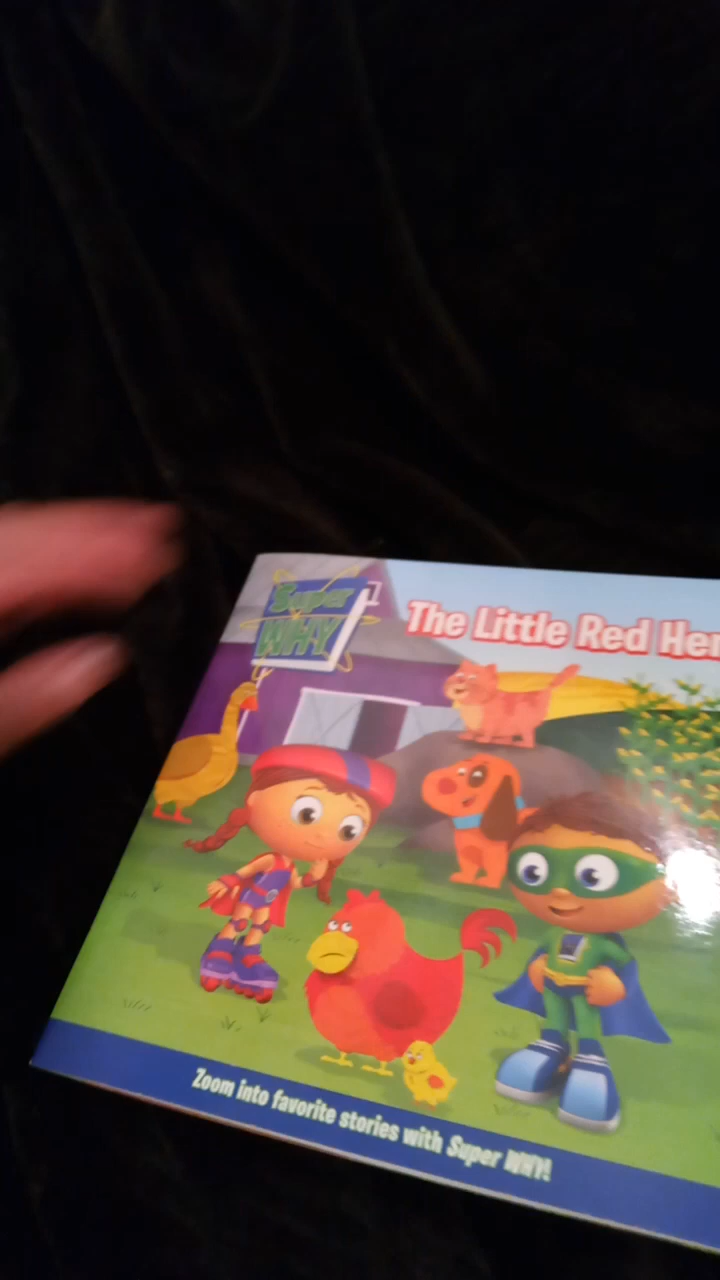 Super
WHY!
The Little Red Hen
Zoom into favorite stories with Super WHY!